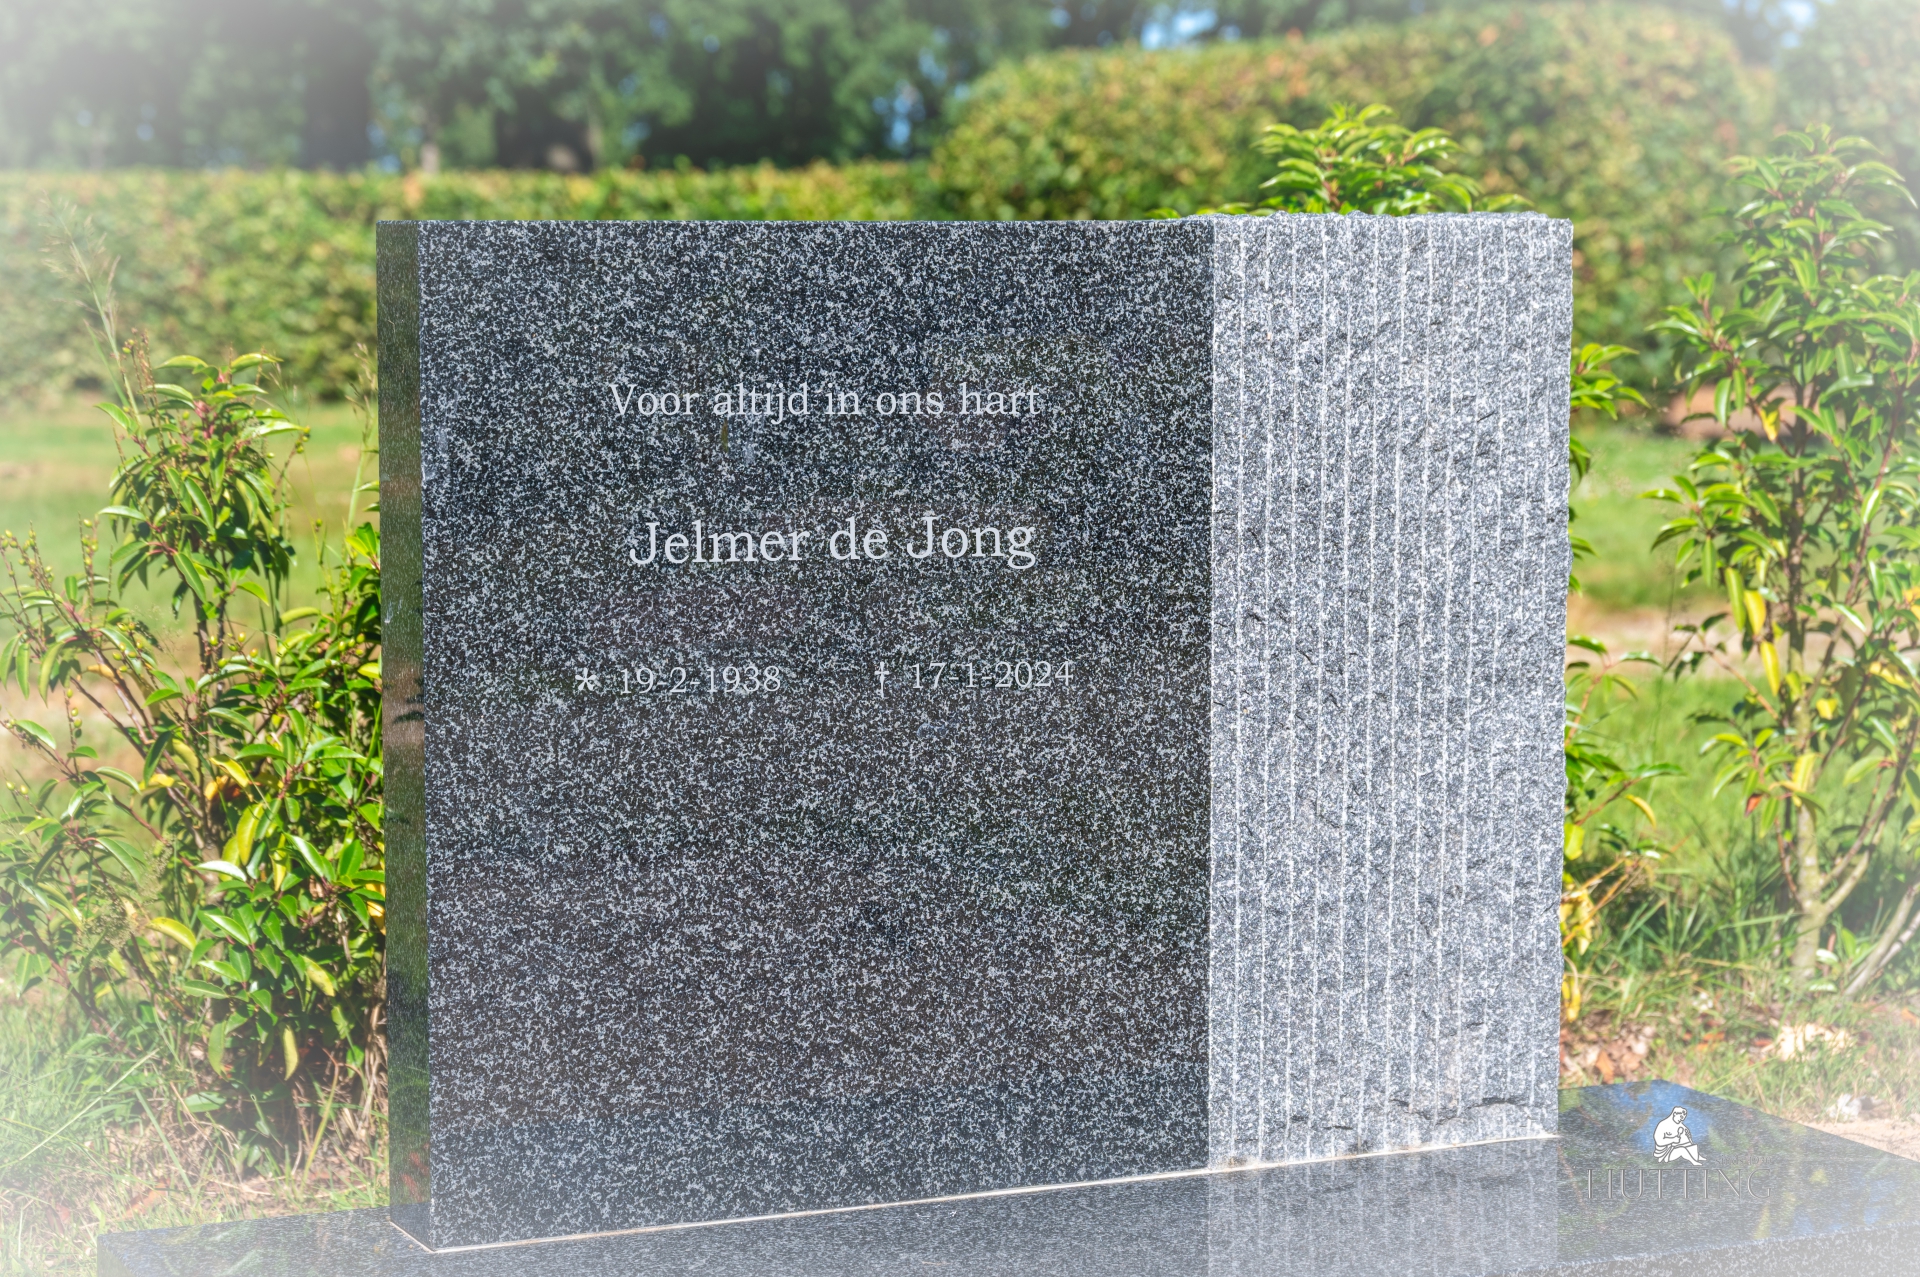 Voor altijd in ons hart
Jelmer de Jong
* 19-2-1938 † 17-1-2024
HUTTING